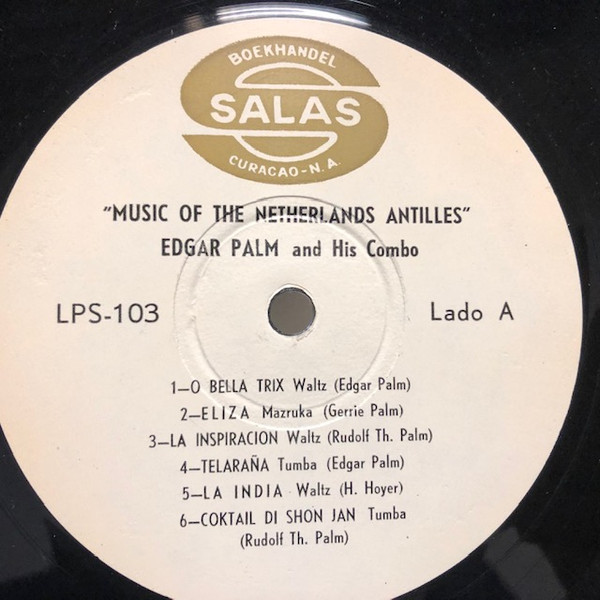 BOEKHANDEL
SALAS
CURACAO-N.A.
"MUSIC OF THE NETHERLANDS ANTILLES"
EDGAR PALM and His Combo
LPS-103
Lado A
1—O BELLA TRIX Waltz (Edgar Palm)
2—ELIZA Mazruka (Gerrie Palm)
3—LA INSPIRACION Waltz (Rudolf Th. Palm)
4—TELARAÑA Tumba (Edgar Palm)
5—LA INDIA Waltz (H. Hoyer)
6—COKTAIL DI SHON JAN Tumba
(Rudolf Th. Palm)